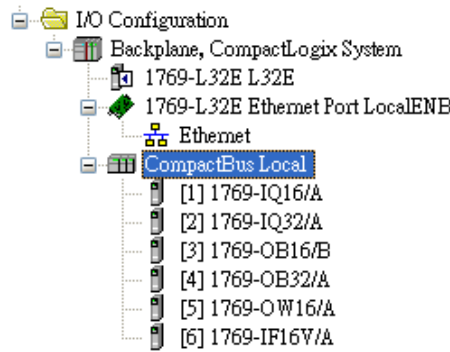 I/O Configuration
Backplane, CompactLogix System
1769-L32E L32E
1769-L32E Ethernet Port LocalENB
Ethernet
CompactBus Local
[1] 1769-IQ16/A
[2] 1769-IQ32/A
[3] 1769-OB16/B
[4] 1769-OB32/A
[5] 1769-OW16/A
[6] 1769-IF16V/A